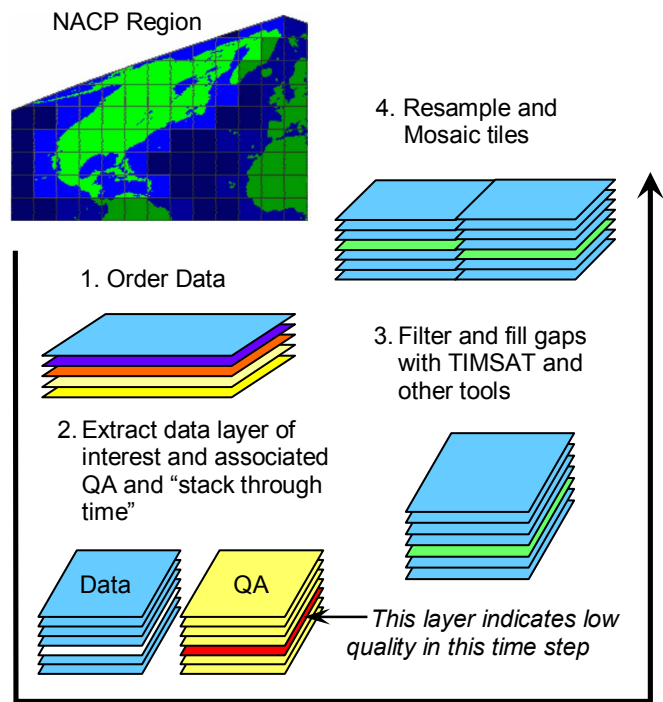 NACP Region
4. Resample and
Mosaic tiles
1. Order Data
3. Filter and fill gaps
with TIMSAT and
other tools
2. Extract data layer of
interest and associated
QA and “stack through
time”
Data
QA
This layer indicates low
quality in this time step